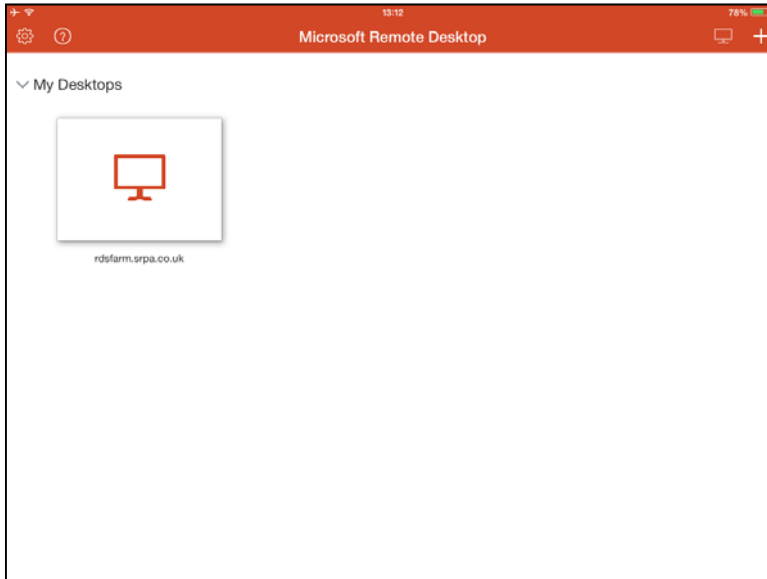 13:12
78%
?
Microsoft Remote Desktop
+
My Desktops
rdsfarm.srpa.co.uk